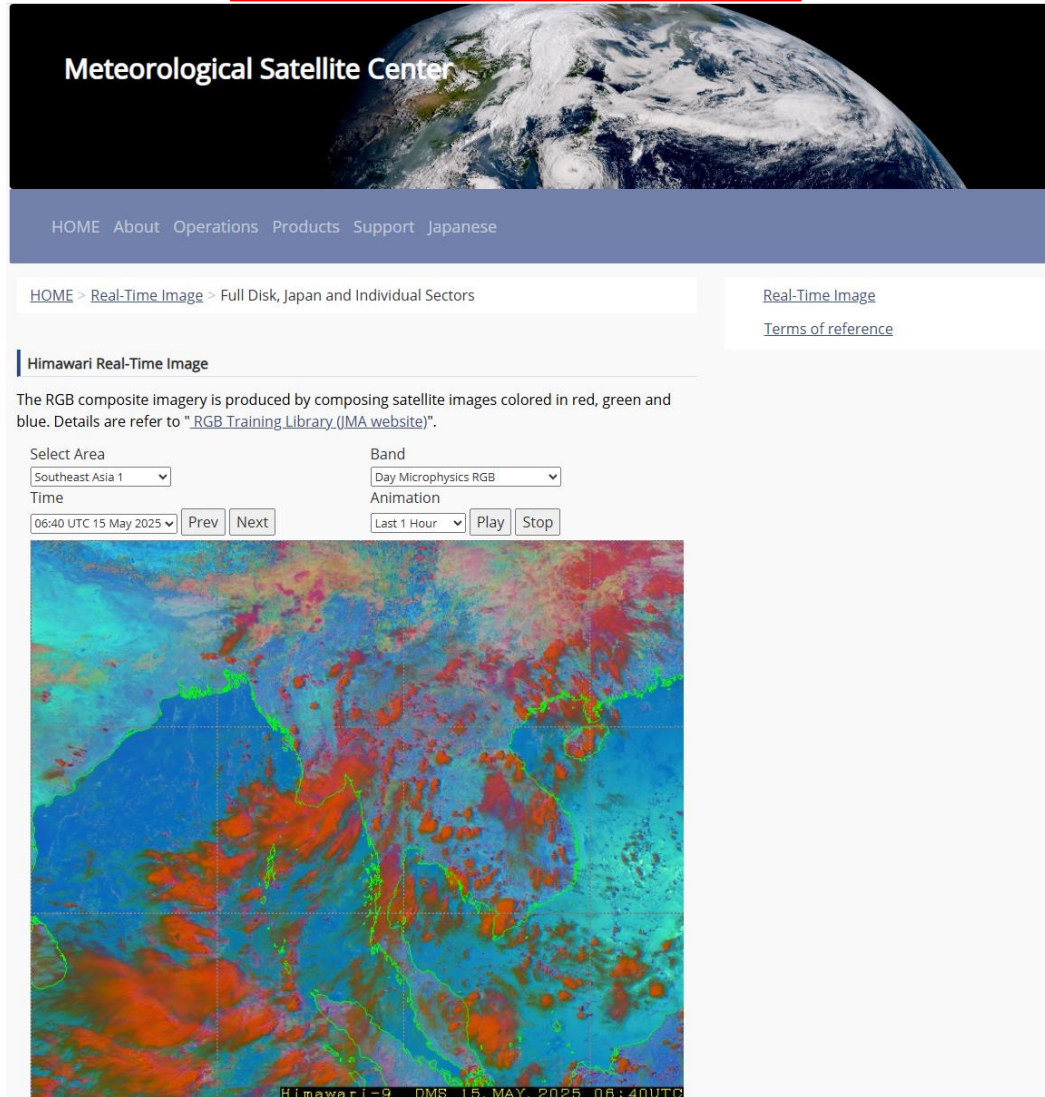 Meteorological Satellite Center
HOME About Operations Products Support Japanese
HOME > Real-Time Image > Full Disk, Japan and Individual Sectors
Real-Time Image
Terms of reference
Himawari Real-Time Image
The RGB composite imagery is produced by composing satellite images colored in red, green and
blue. Details are refer to " RGB Training Library (JMA website)".
Select Area
Band
Southeast Asia 1
Day Microphysics RGB
Time
Animation
06:40 UTC 15 May 2025 Prev Next
Last 1 Hour Play Stop
Himawari-9 DMS 15.MAY.2025 06:40UTC